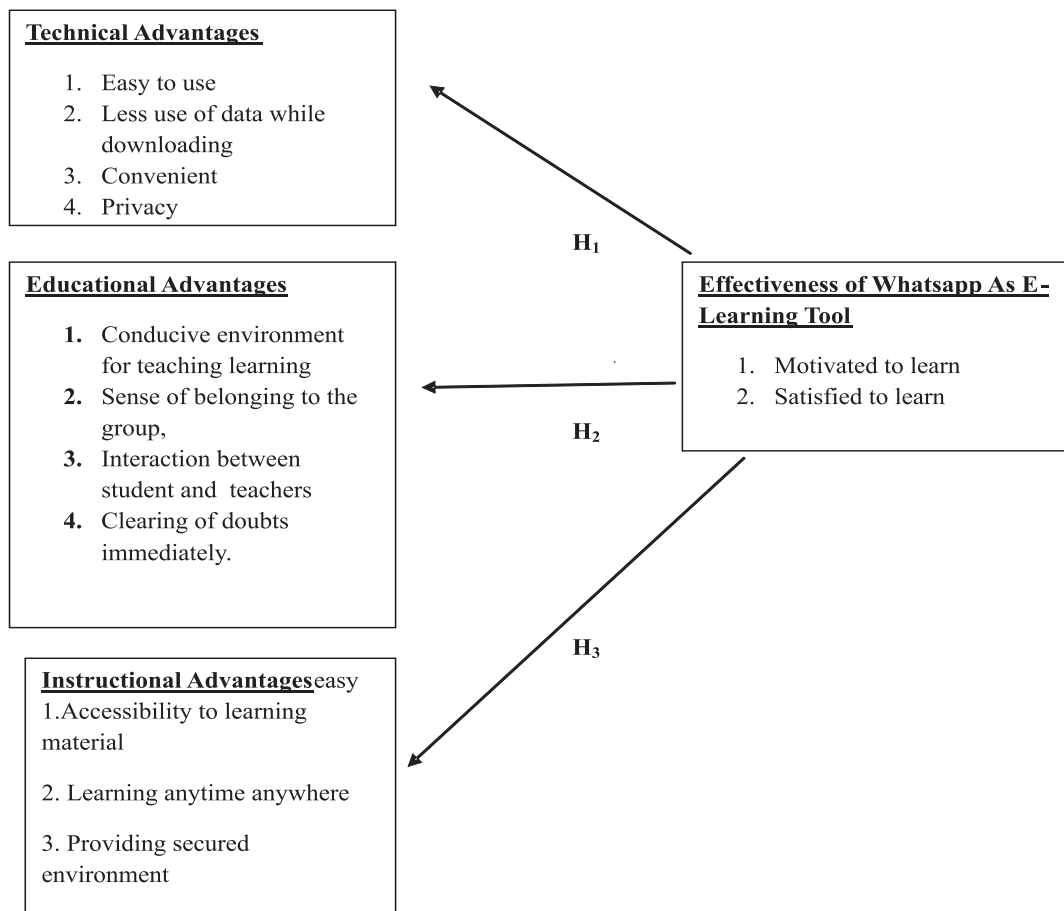 Technical Advantages
1. Easy to use
2. Less use of data while
downloading
3. Convenient
4. Privacy
H₁
Educational Advantages
1. Conducive environment
for teaching learning
2. Sense of belonging to the
group,
3. Interaction between
student and teachers
4. Clearing of doubts
immediately.
H₂
Effectiveness of Whatsapp As E-
Learning Tool
1. Motivated to learn
2. Satisfied to learn
H₃
Instructional Advantageseasy
1.Accessibility to learning
material
2. Learning anytime anywhere
3. Providing secured
environment